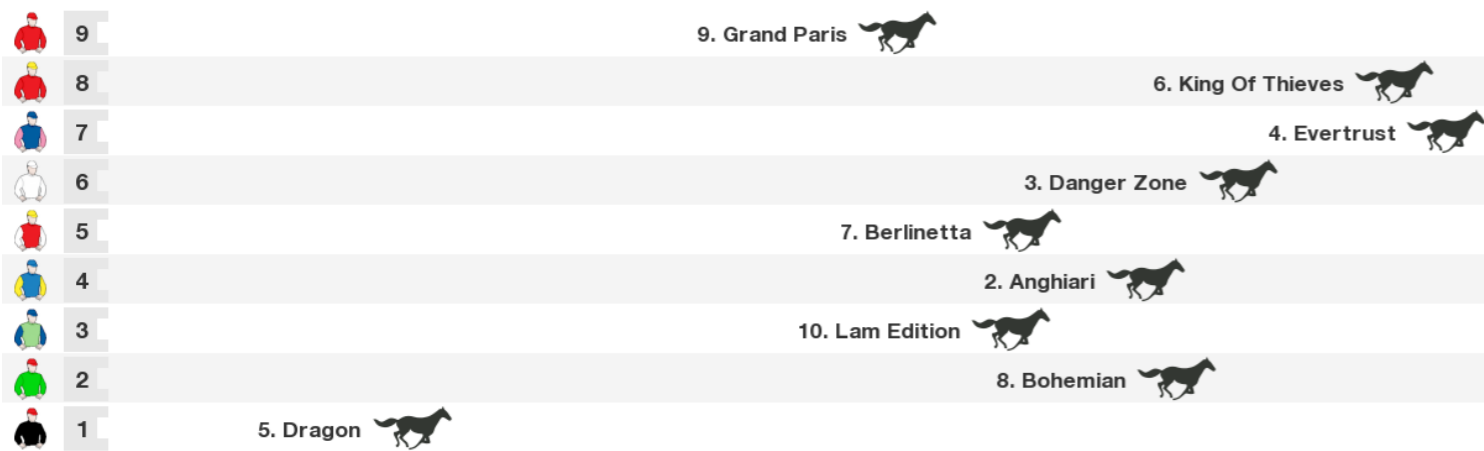 9 9. Grand Paris
8 6. King Of Thieves
7 4. Evertrust
6 3. Danger Zone
5 7. Berlinetta
4 2. Anghiari
3 10. Lam Edition
2 8. Bohemian
1 5. Dragon